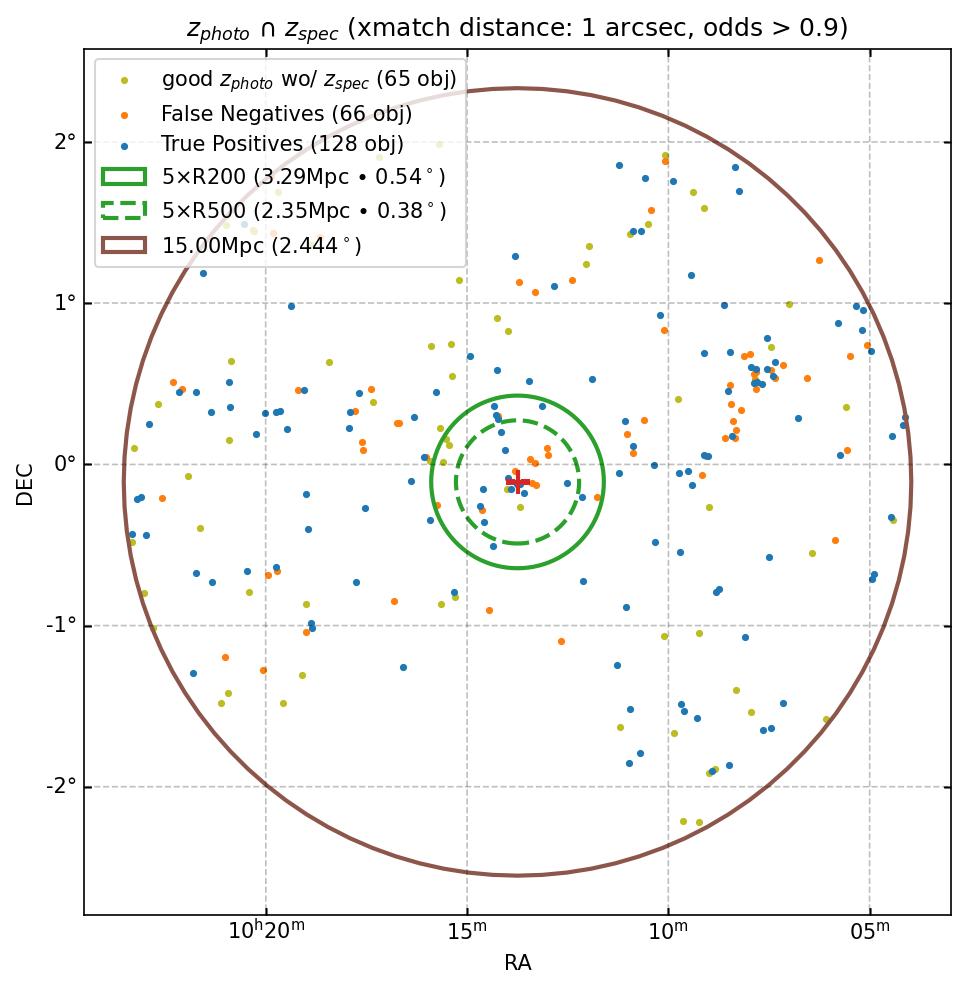 z_photo ∩ z_spec (xmatch distance: 1 arcsec, odds > 0.9)
good z_photo wo/ z_spec (65 obj)
False Negatives (66 obj)
True Positives (128 obj)
5×R200 (3.29Mpc • 0.54°)
5×R500 (2.35Mpc • 0.38°)
15.00Mpc (2.444°)
2°
1°
0°
-1°
-2°
DEC
10ʰ20ᵐ 15ᵐ 10ᵐ 05ᵐ
RA